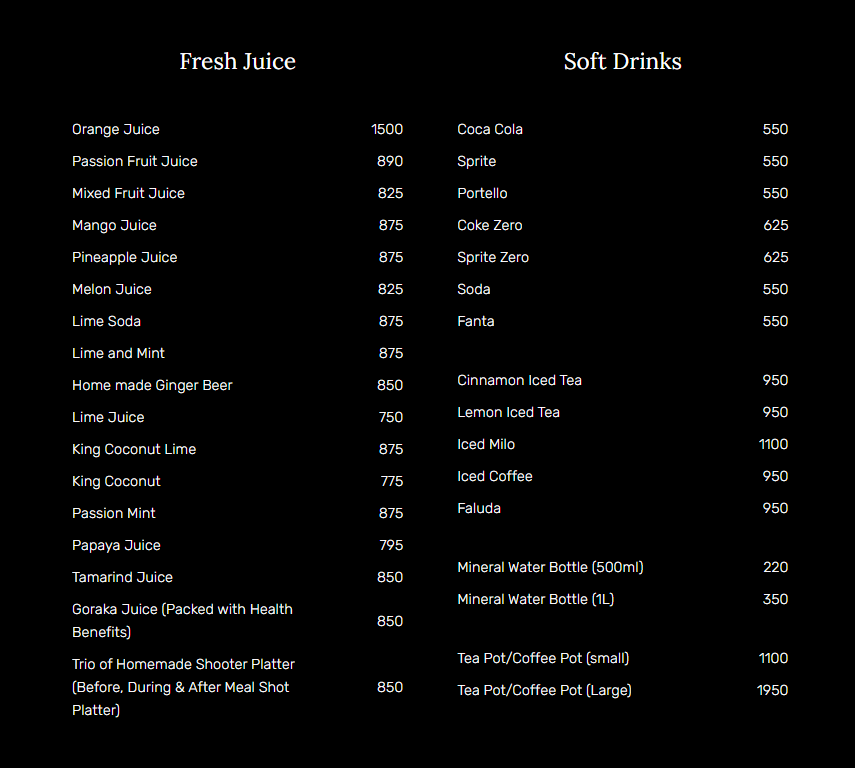 Fresh Juice
Orange Juice 1500
Passion Fruit Juice 890
Mixed Fruit Juice 825
Mango Juice 875
Pineapple Juice 875
Melon Juice 825
Lime Soda 875
Lime and Mint 875
Home made Ginger Beer 850
Lime Juice 750
King Coconut Lime 875
King Coconut 775
Passion Mint 875
Papaya Juice 795
Tamarind Juice 850
Goraka Juice (Packed with Health
Benefits) 850
Trio of Homemade Shooter Platter
(Before, During & After Meal Shot 850
Platter)
Soft Drinks
Coca Cola 550
Sprite 550
Portello 550
Coke Zero 625
Sprite Zero 625
Soda 550
Fanta 550
Cinnamon Iced Tea 950
Lemon Iced Tea 950
Iced Milo 1100
Iced Coffee 950
Faluda 950
Mineral Water Bottle (500ml) 220
Mineral Water Bottle (1L) 350
Tea Pot/Coffee Pot (small) 1100
Tea Pot/Coffee Pot (Large) 1950